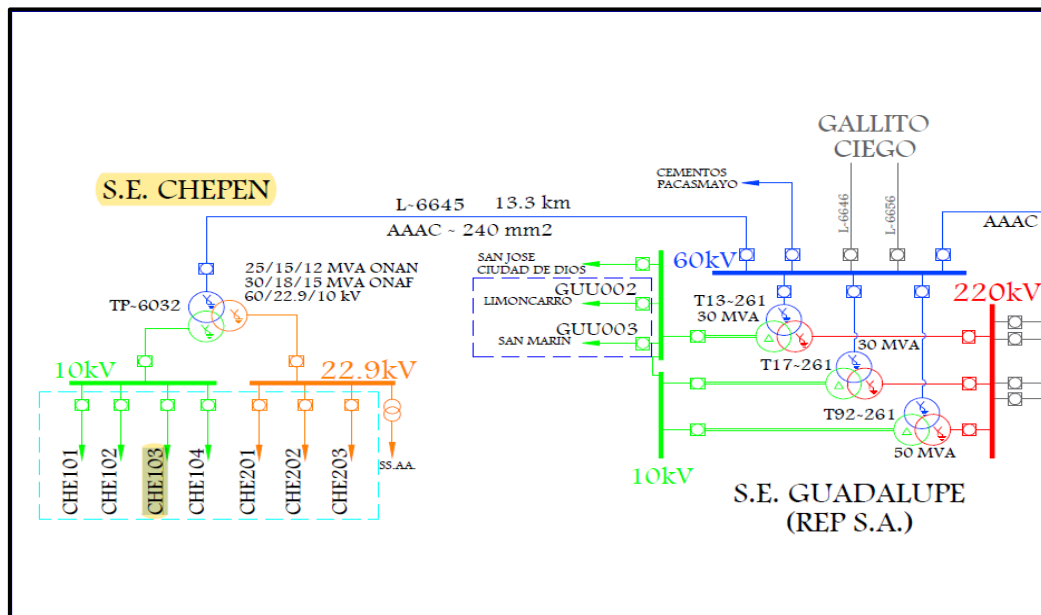 GALLITO
CIEGO
S.E. CHEPEN
CEMENTOS
PACASMAYO
L-6646
L-6656
L-6645 13.3 km
AAAC ~ 240 mm2
AAAC
SAN JOSE
CIUDAD DE DIOS
60kV
25/15/12 MVA ONAN
30/18/15 MVA ONAF
60/22.9/10 kV
TP~6032
GUU002
LIMONCARRO
GUU003
SAN MARIN
T13~261
30 MVA
220kV
30 MVA
T17~261
10kV
22.9kV
T92~261
50 MVA
CHE101
CHE102
CHE103
CHE104
CHE201
CHE202
CHE203
SS.AA.
10kV
S.E. GUADALUPE
(REP S.A.)